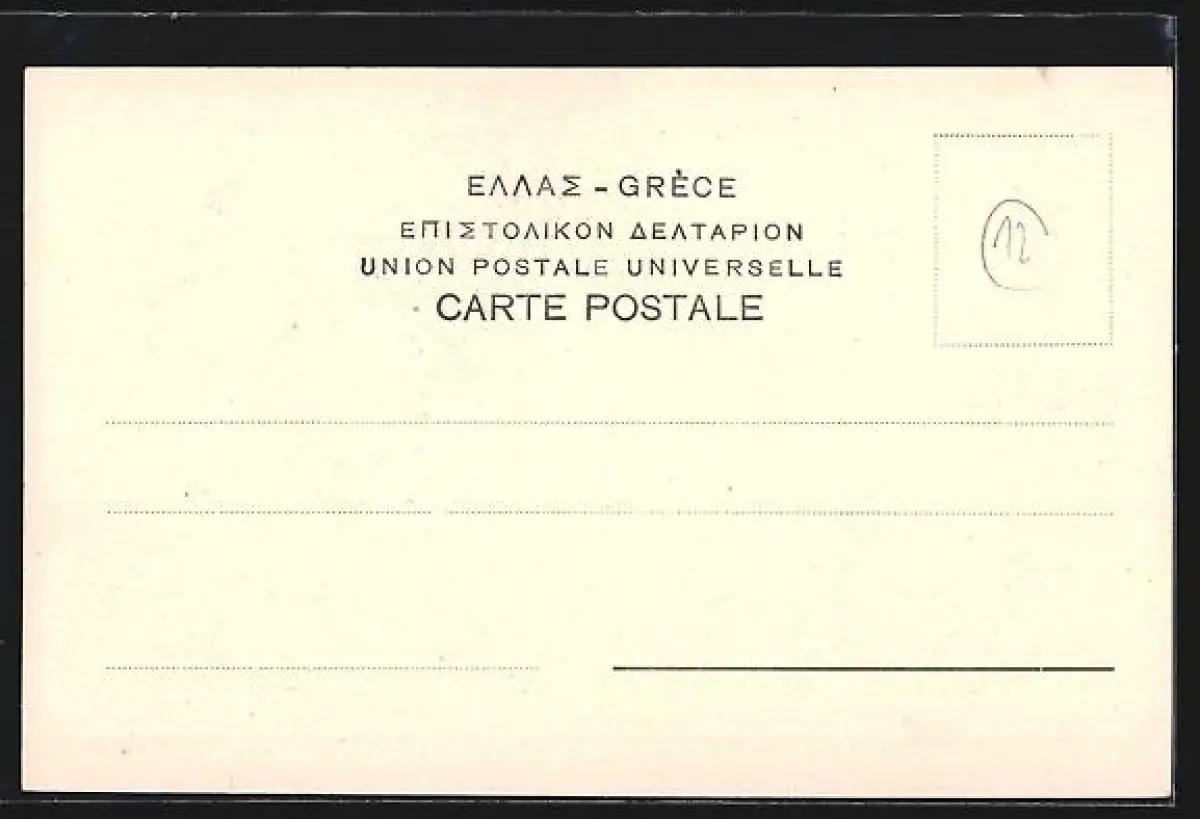 ΕΛΛΑΣ - GRÈCE
ΕΠΙΣΤΟΛΙΚΟΝ ΔΕΛΤΑΡΙΟΝ
UNION POSTALE UNIVERSELLE
CARTE POSTALE
12